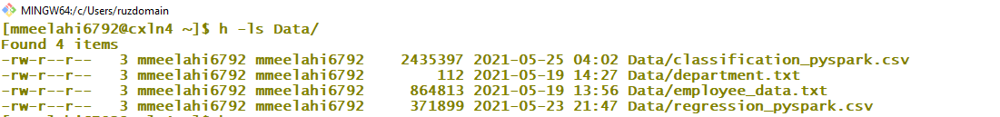 MINGW64:/c/Users/ruzdomain
[mmeelahi6792@cxln4 ~]$ h -ls Data/
Found 4 items
-rw-r--r--   3 mmeelahi6792 mmeelahi6792    2435397 2021-05-25 04:02 Data/classification_pyspark.csv
-rw-r--r--   3 mmeelahi6792 mmeelahi6792        112 2021-05-19 14:27 Data/department.txt
-rw-r--r--   3 mmeelahi6792 mmeelahi6792     864813 2021-05-19 13:56 Data/employee_data.txt
-rw-r--r--   3 mmeelahi6792 mmeelahi6792     371899 2021-05-23 21:47 Data/regression_pyspark.csv